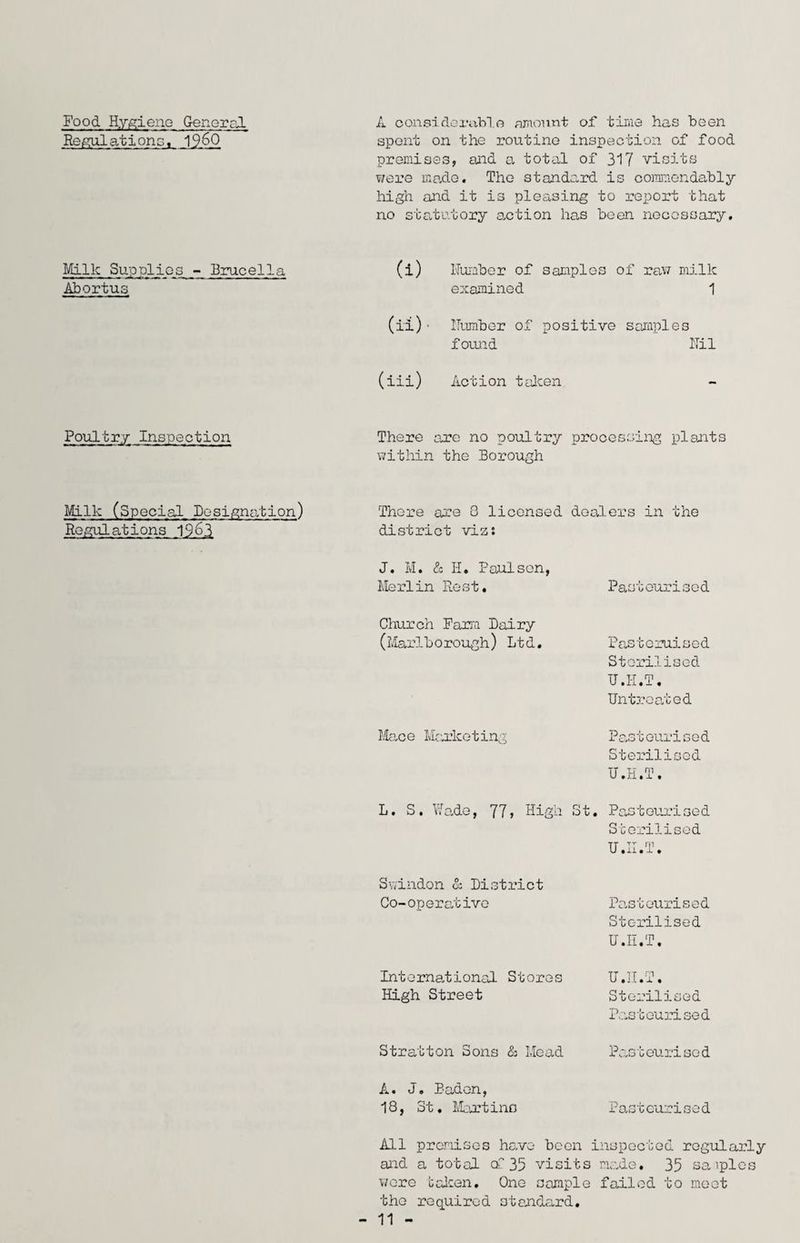 Food Hygiene General
Regulations, 1960
A considerable amount of time has been
spent on the routine inspection of food
premises, and a total of 317 visits
were made. The standard is commendably
high and it is pleasing to report that
no statutory action has been necessary.
Milk Supplies - Brucella
Abortus
(i) Number of samples of raw milk
examined 1
(ii) Number of positive samples
found Nil
(iii) Action taken -
Poultry Inspection
There are no poultry processing plants
within the Borough
Milk (Special Designation)
Regulations 1963
There are 8 licensed dealers in the
district viz:
J. M. & H. Paulsen,
Merlin Rest. Pasteurised
Church Farm Dairy
(Marlborough) Ltd. Pasteruised
Sterilised
U.H.T.
Untreated
Mace Marketing Pasteurised
Sterilised
U.H.T.
L. S. Wade, 77, High St. Pasteurised
Sterilised
U.H.T.
Swindon & District
Co-operative Pasteurised
Sterilised
U.H.T.
International Stores U.H.T.
High Street Sterilised
Pasteurised
Stratton Sons & Mead Pasteurised
A. J. Baden,
18, St. Martins Pasteurised
All premises have been inspected regularly
and a total of 35 visits made. 35 samples
were taken. One sample failed to meet
the required standard.
- 11 -